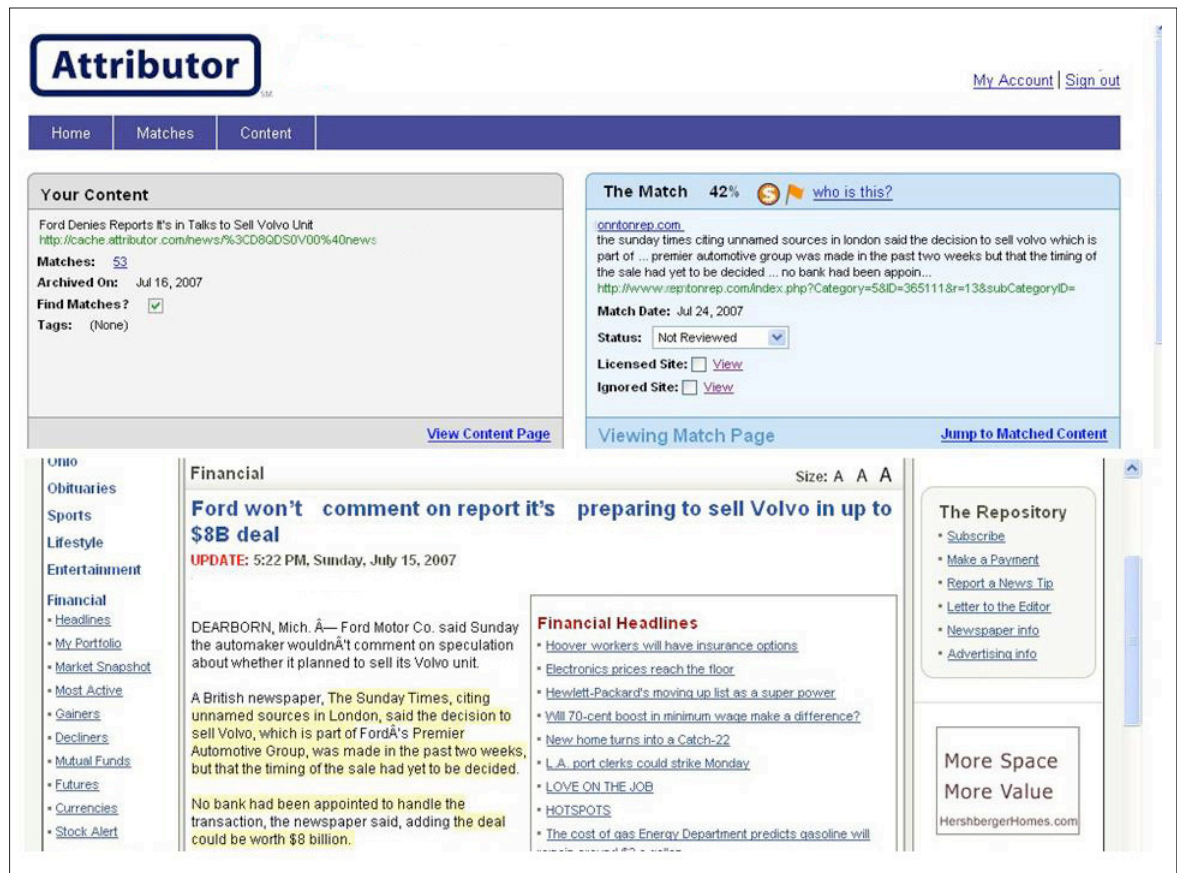 Attributor
SM
My Account | Sign out
Home
Matches
Content
Your Content
Ford Denies Reports It's in Talks to Sell Volvo Unit
http://cache.attributor.com/news/%3CD8QDS0V00%40news
Matches: 53
Archived On: Jul 16, 2007
Find Matches?
Tags: (None)
View Content Page
The Match 42% S who is this?
onntonrep.com
the sunday times citing unnamed sources in london said the decision to sell volvo which is
part of ... premier automotive group was made in the past two weeks but that the timing of
the sale had yet to be decided ... no bank had been appoin...
http://www.reptonrep.com/index.php?Category=5&ID=365111&r=13&subCategoryID=
Match Date: Jul 24, 2007
Status: Not Reviewed
Licensed Site: View
Ignored Site: View
Viewing Match Page
Jump to Matched Content
Ohio
Obituaries
Sports
Lifestyle
Entertainment
Financial
• Headlines
• My Portfolio
• Market Snapshot
• Most Active
• Gainers
• Decliners
• Mutual Funds
• Futures
• Currencies
• Stock Alert
Financial
Size: A A A
Ford won't comment on report it's preparing to sell Volvo in up to
$8B deal
UPDATE: 5:22 PM, Sunday, July 15, 2007
DEARBORN, Mich. Â— Ford Motor Co. said Sunday
the automaker wouldnÂ't comment on speculation
about whether it planned to sell its Volvo unit.
A British newspaper, The Sunday Times, citing
unnamed sources in London, said the decision to
sell Volvo, which is part of FordÂ's Premier
Automotive Group, was made in the past two weeks,
but that the timing of the sale had yet to be decided.
No bank had been appointed to handle the
transaction, the newspaper said, adding the deal
could be worth $8 billion.
Financial Headlines
• Hoover workers will have insurance options
• Electronics prices reach the floor
• Hewlett-Packard's moving up list as a super power
• Will 70-cent boost in minimum wage make a difference?
• New home turns into a Catch-22
• L.A. port clerks could strike Monday
• LOVE ON THE JOB
• HOTSPOTS
• The cost of gas Energy Department predicts gasoline will
The Repository
• Subscribe
• Make a Payment
• Report a News Tip
• Letter to the Editor
• Newspaper info
• Advertising info
More Space
More Value
HershbergerHomes.com